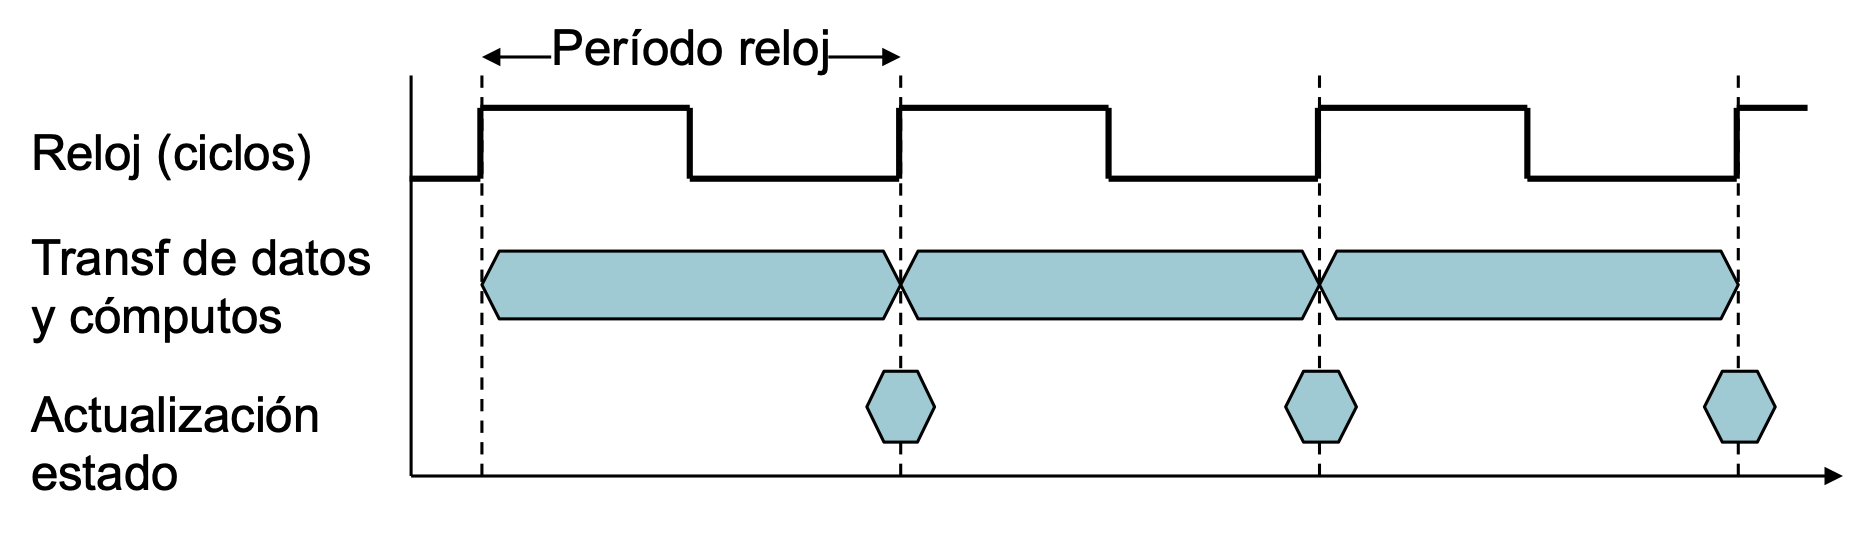 Período reloj
Reloj (ciclos)
Transf de datos
y cómputos
Actualización
estado